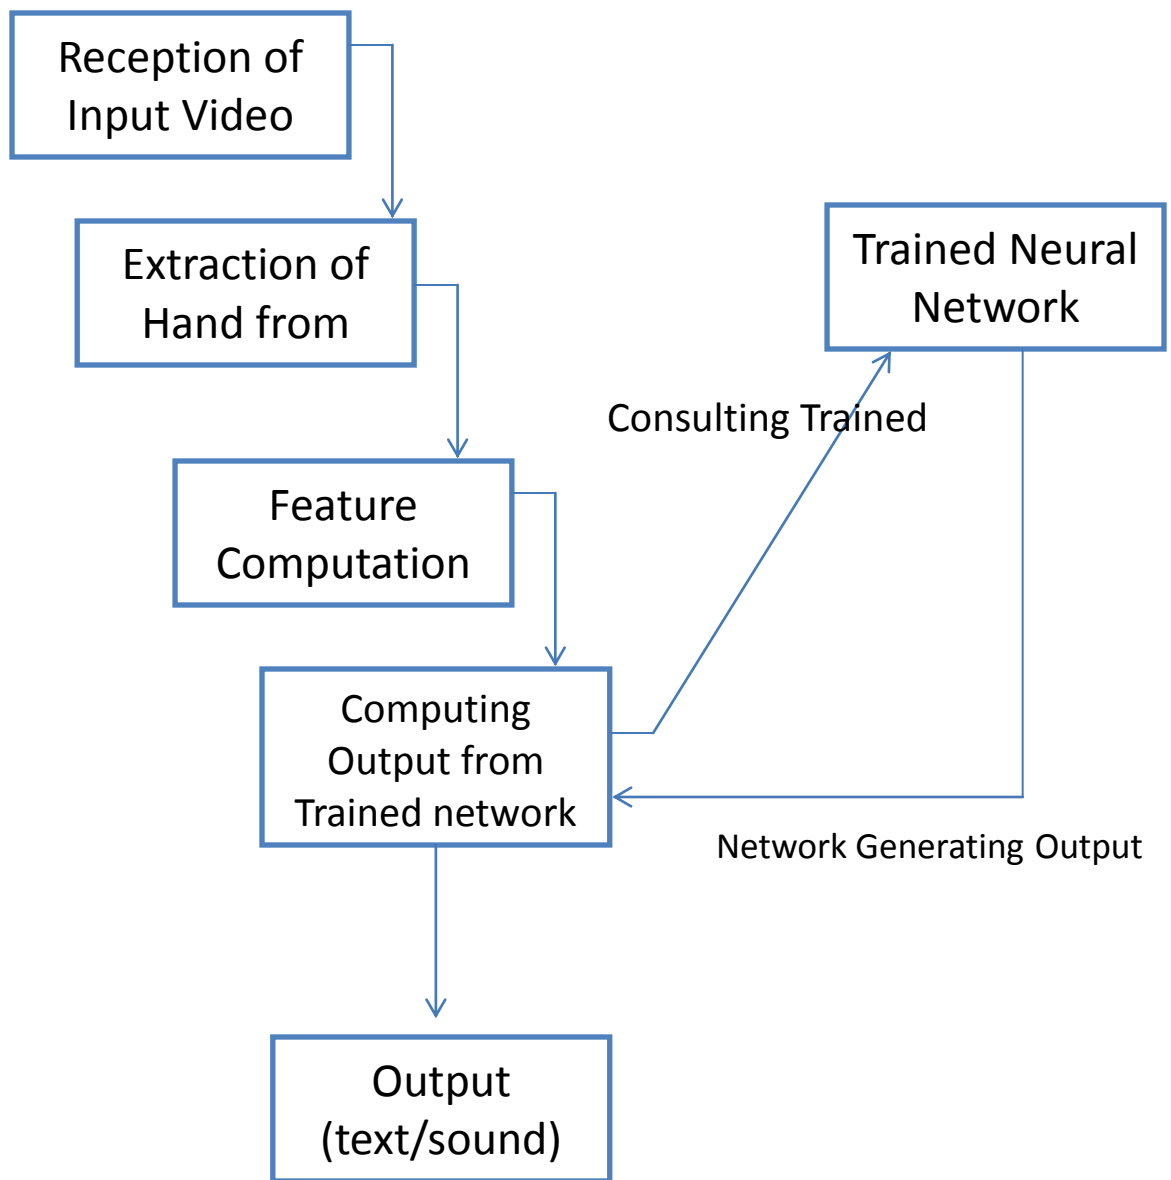 Reception of
Input Video
Extraction of
Hand from
Trained Neural
Network
Consulting Trained
Feature
Computation
Computing
Output from
Trained network
Network Generating Output
Output
(text/sound)